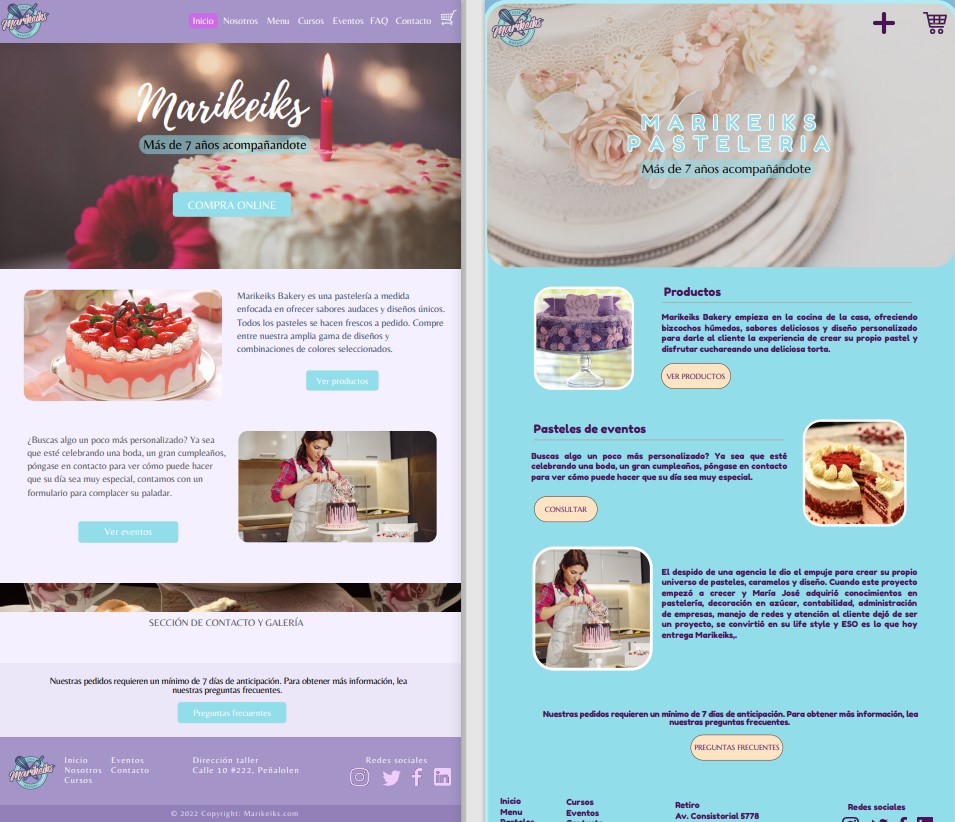 Marikeiks
Inicio Nosotros Menu Cursos Eventos FAQ Contacto
Marikeiks
Más de 7 años acompañandote
COMPRA ONLINE
Marikeiks Bakery es una pastelería a medida
enfocada en ofrecer sabores audaces y diseños únicos.
Todos los pasteles se hacen frescos a pedido. Compre
entre nuestra amplia gama de diseños y
combinaciones de colores seleccionados.
Ver productos
¿Buscas algo un poco más personalizado? Ya sea
que esté celebrando una boda, un gran cumpleaños,
póngase en contacto para ver cómo puede hacer
que su día sea muy especial, contamos con un
formulario para complacer su paladar.
Ver eventos
SECCIÓN DE CONTACTO Y GALERÍA
Nuestras pedidos requieren un mínimo de 7 días de anticipación. Para obtener más información, lea
nuestras preguntas frecuentes.
Preguntas frecuentes
Marikeiks
Inicio Eventos
Nosotros Contacto
Cursos
Dirección taller
Calle 10 #222, Peñalolen
Redes sociales
© 2022 Copyright: Marikeiks.com
Marikeiks
MARIKEIKS
PASTELERIA
Más de 7 años acompañándote
Productos
Marikeiks Bakery empieza en la cocina de la casa, ofreciendo
bizcochos húmedos, sabores deliciosos y diseño personalizado
para darle al cliente la experiencia de crear su propio pastel y
disfrutar cuchareando una deliciosa torta.
VER PRODUCTOS
Pasteles de eventos
Buscas algo un poco más personalizado? Ya sea que esté
celebrando una boda, un gran cumpleaños, póngase en contacto
para ver cómo puede hacer que su día sea muy especial.
CONSULTAR
El despido de una agencia le dio el empuje para crear su propio
universo de pasteles, caramelos y diseño. Cuando este proyecto
empezó a crecer y María José adquirió conocimientos en
pastelería, decoración en azúcar, contabilidad, administración
de empresas, manejo de redes y atención al cliente dejó de ser
un proyecto, se convirtió en su life style y ESO es lo que hoy
entrega Marikeiks,.
Nuestras pedidos requieren un mínimo de 7 días de anticipación. Para obtener más información, lea
nuestras preguntas frecuentes.
PREGUNTAS FRECUENTES
Inicio
Menu
Cursos
Eventos
Retiro
Av. Consistorial 5778
Redes sociales